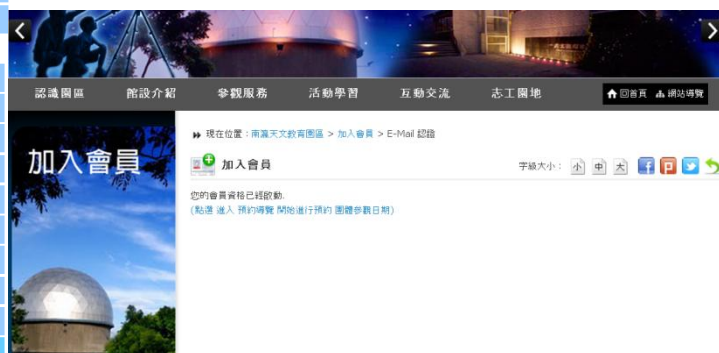 認識園區 館設介紹 參觀服務 活動學習 互動交流 志工園地 回首頁 網站導覽
現在位置：南瀛天文教育園區 > 加入會員 > E-Mail 認證
加入會員
加入會員 字級大小： 小 中 大
您的會員資格已經啟動.
(點選 進入 預約導覽 開始進行預約 團體參觀日期)